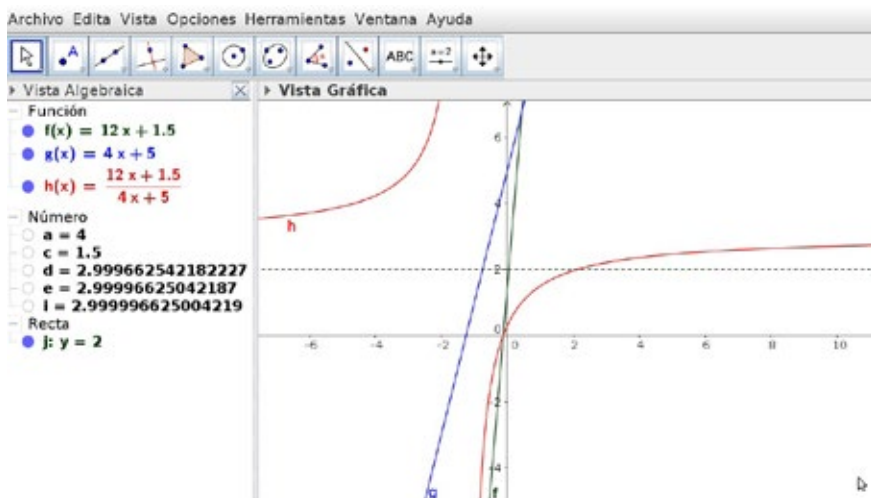 Archivo Edita Vista Opciones Herramientas Ventana Ayuda
A ABC a=2
Vista Algebraica
Vista Gráfica
Función
f(x) = 12 x + 1.5
g(x) = 4 x + 5
h(x) = \frac{12 x + 1.5}{4 x + 5}
Número
a = 4
c = 1.5
d = 2.999662542182227
e = 2.99996625042187
i = 2.999996625004219
Recta
j: y = 2
6
4
2
0
-6 -4 -2 0 2 4 6 8 10
-2
-4
h
g
f